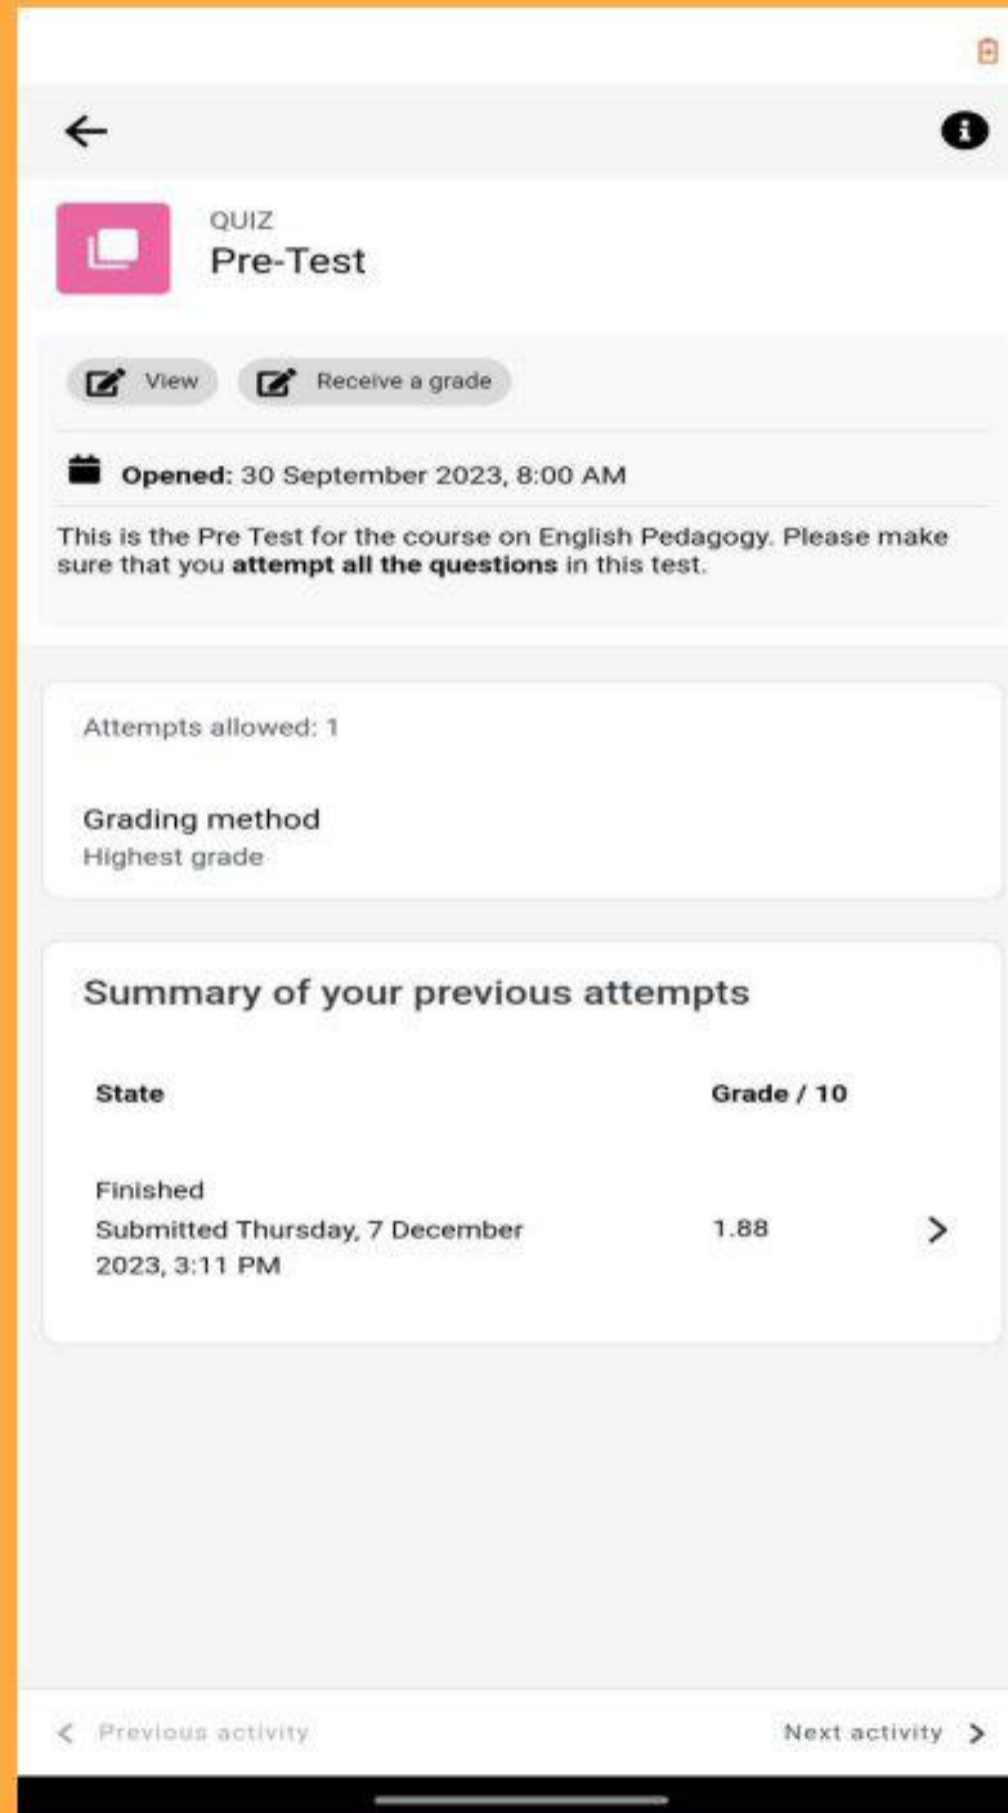 QUIZ
Pre-Test
View
Receive a grade
Opened: 30 September 2023, 8:00 AM
This is the Pre Test for the course on English Pedagogy. Please make
sure that you attempt all the questions in this test.
Attempts allowed: 1
Grading method
Highest grade
Summary of your previous attempts
State
Grade / 10
Finished
Submitted Thursday, 7 December
2023, 3:11 PM
1.88
Previous activity
Next activity